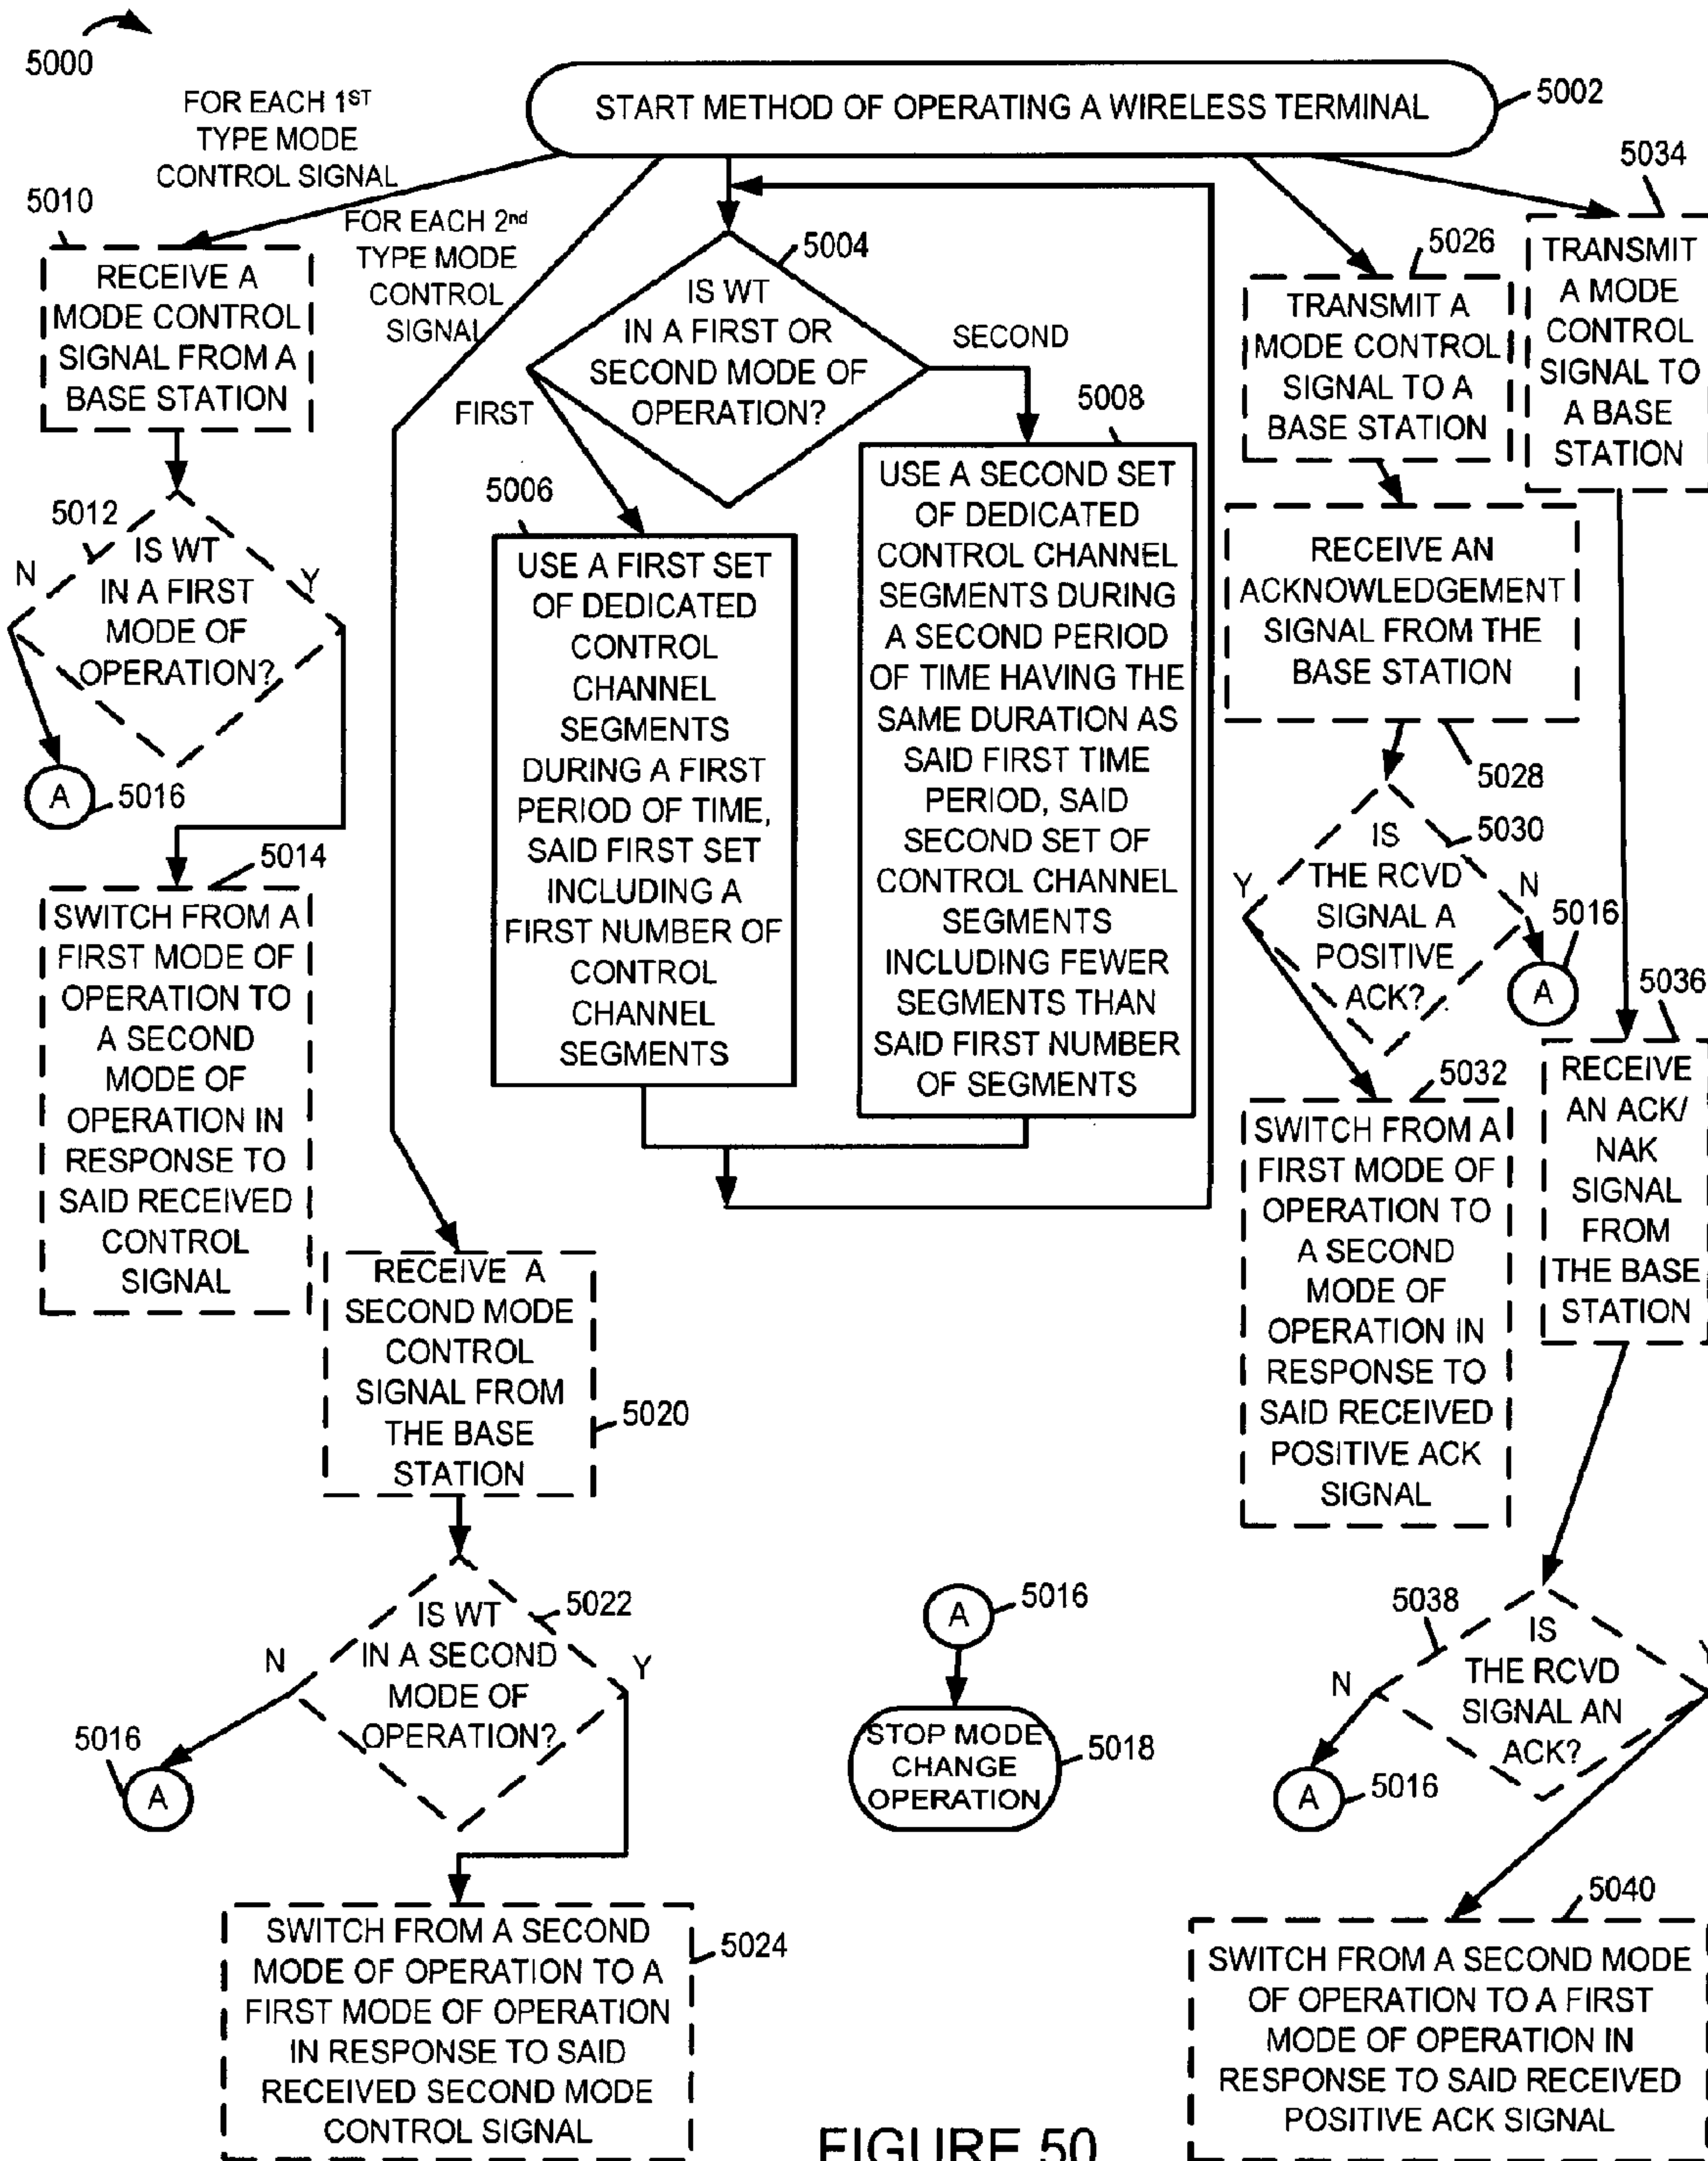 5000
START METHOD OF OPERATING A WIRELESS TERMINAL
5002
FOR EACH 1ST
TYPE MODE
CONTROL SIGNAL
5010
RECEIVE A
MODE CONTROL
SIGNAL FROM A
BASE STATION
5012
IS WT
IN A FIRST
MODE OF
OPERATION?
N
Y
A
5016
5014
SWITCH FROM A
FIRST MODE OF
OPERATION TO
A SECOND
MODE OF
OPERATION IN
RESPONSE TO
SAID RECEIVED
CONTROL
SIGNAL
FOR EACH 2nd
TYPE MODE
CONTROL
SIGNAL
5020
RECEIVE A
SECOND MODE
CONTROL
SIGNAL FROM
THE BASE
STATION
5022
IS WT
IN A SECOND
MODE OF
OPERATION?
N
Y
5016
A
5024
SWITCH FROM A SECOND
MODE OF OPERATION TO A
FIRST MODE OF OPERATION
IN RESPONSE TO SAID
RECEIVED SECOND MODE
CONTROL SIGNAL
5004
IS WT
IN A FIRST OR
SECOND MODE OF
OPERATION?
FIRST
SECOND
5006
USE A FIRST SET
OF DEDICATED
CONTROL
CHANNEL
SEGMENTS
DURING A FIRST
PERIOD OF TIME,
SAID FIRST SET
INCLUDING A
FIRST NUMBER OF
CONTROL
CHANNEL
SEGMENTS
5008
USE A SECOND SET
OF DEDICATED
CONTROL CHANNEL
SEGMENTS DURING
A SECOND PERIOD
OF TIME HAVING THE
SAME DURATION AS
SAID FIRST TIME
PERIOD, SAID
SECOND SET OF
CONTROL CHANNEL
SEGMENTS
INCLUDING FEWER
SEGMENTS THAN
SAID FIRST NUMBER
OF SEGMENTS
A
5016
STOP MODE
CHANGE
OPERATION
5018
5026
TRANSMIT A
MODE CONTROL
SIGNAL TO A
BASE STATION
RECEIVE AN
ACKNOWLEDGEMENT
SIGNAL FROM THE
BASE STATION
5028
5030
IS
THE RCVD
SIGNAL A
POSITIVE
ACK?
Y
N
5016
A
5032
SWITCH FROM A
FIRST MODE OF
OPERATION TO
A SECOND
MODE OF
OPERATION IN
RESPONSE TO
SAID RECEIVED
POSITIVE ACK
SIGNAL
5034
TRANSMIT
A MODE
CONTROL
SIGNAL TO
A BASE
STATION
5036
RECEIVE
AN ACK/
NAK
SIGNAL
FROM
THE BASE
STATION
5038
IS
THE RCVD
SIGNAL AN
ACK?
N
Y
A
5016
5040
SWITCH FROM A SECOND MODE
OF OPERATION TO A FIRST
MODE OF OPERATION IN
RESPONSE TO SAID RECEIVED
POSITIVE ACK SIGNAL
FIGURE 50